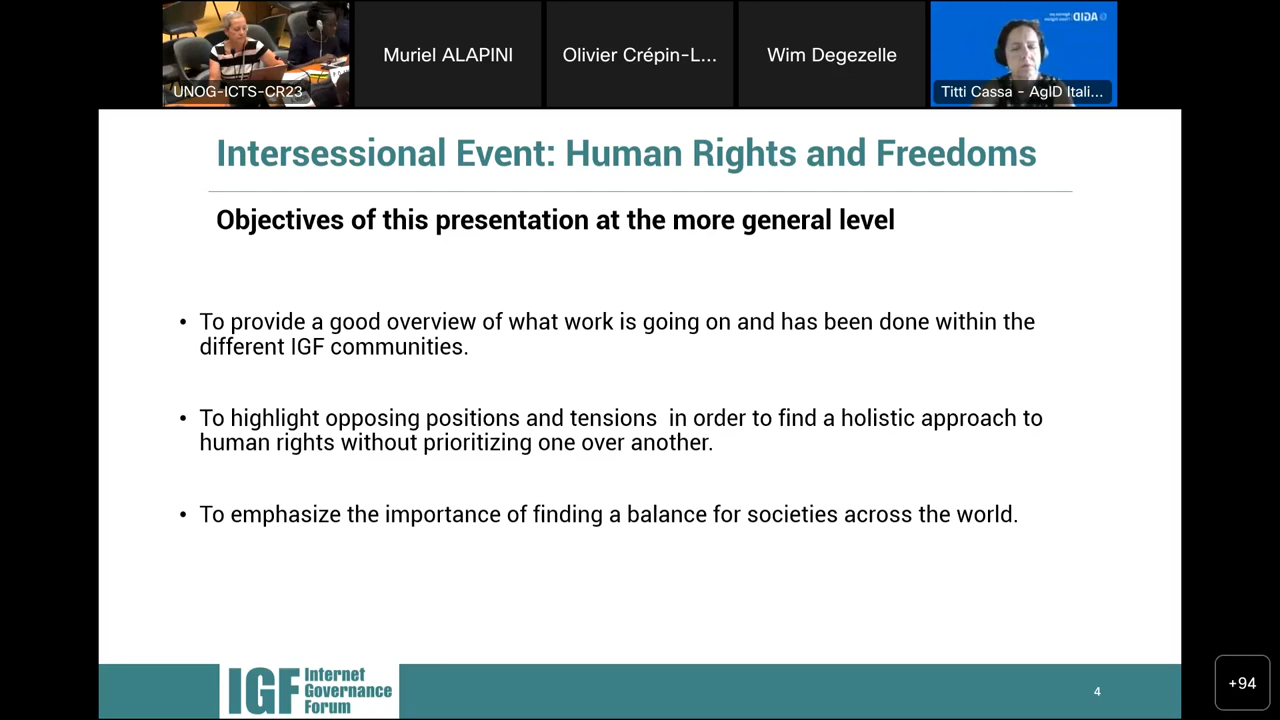 UNOG-ICTS-CR23
Muriel ALAPINI
Olivier Crépin-L...
Wim Degezelle
AGID
Titti Cassa - AgID Itali...
Intersessional Event: Human Rights and Freedoms
Objectives of this presentation at the more general level
• To provide a good overview of what work is going on and has been done within the
different IGF communities.
• To highlight opposing positions and tensions  in order to find a holistic approach to
human rights without prioritizing one over another.
• To emphasize the importance of finding a balance for societies across the world.
IGF
Internet
Governance
Forum
4
+94